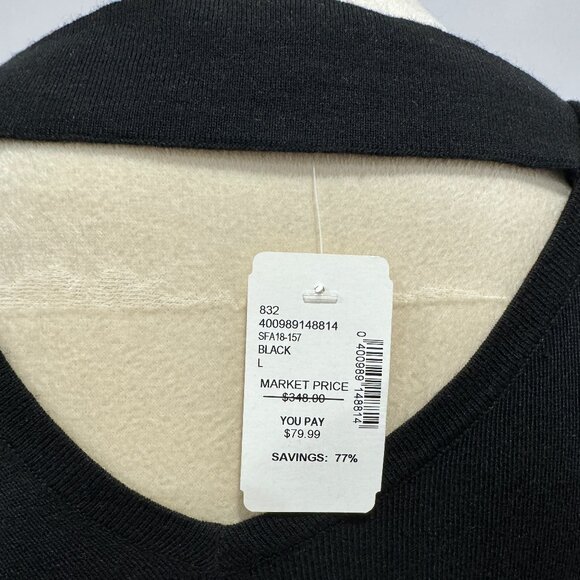 832
400989148814
SFA18-157
BLACK
L
MARKET PRICE
$348.00
YOU PAY
$79.99
SAVINGS: 77%
0 400989 148814